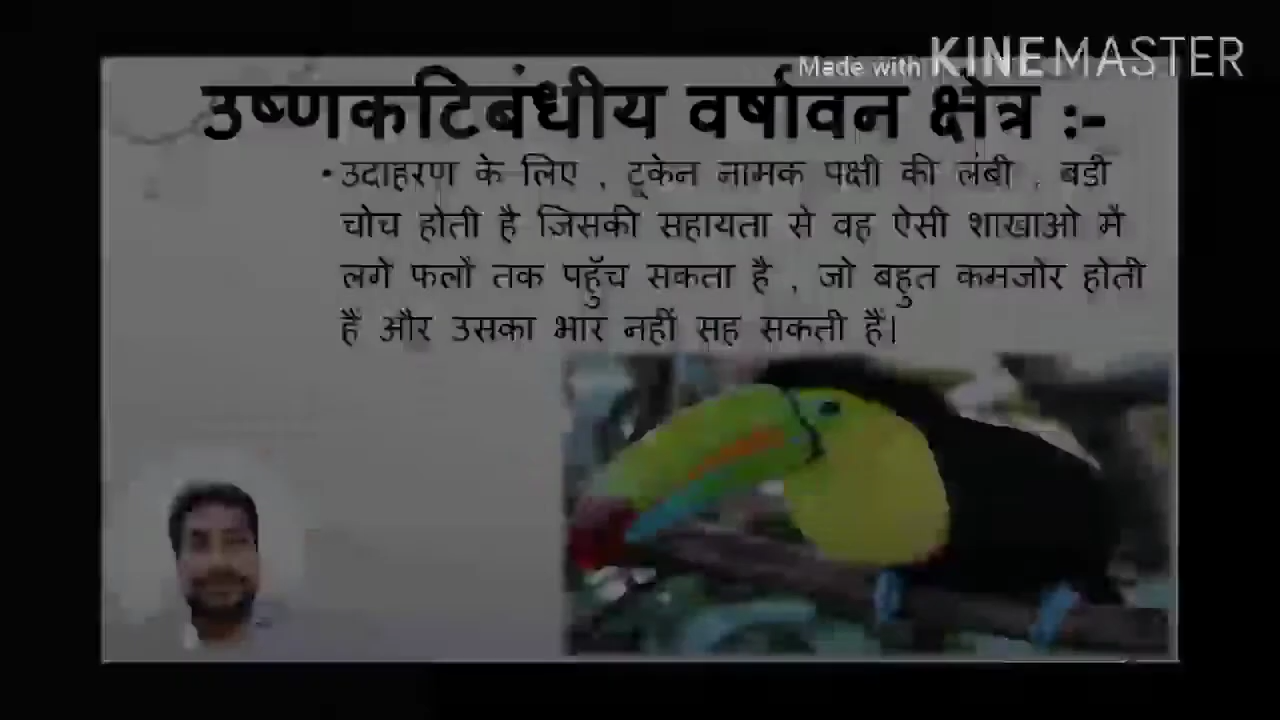 Made with KINEMASTER
उष्णकटिबंधीय वर्षावन क्षेत्र :-
• उदाहरण के लिए , टूकेन नामक पक्षी की लंबी , बडी
चोच होती है जिसकी सहायता से वह ऐसी शाखाओ मै
लगे फलों तक पहुँच सकता है , जो बहुत कमजोर होती
हैं और उसका भार नहीं सह सकती हैं।